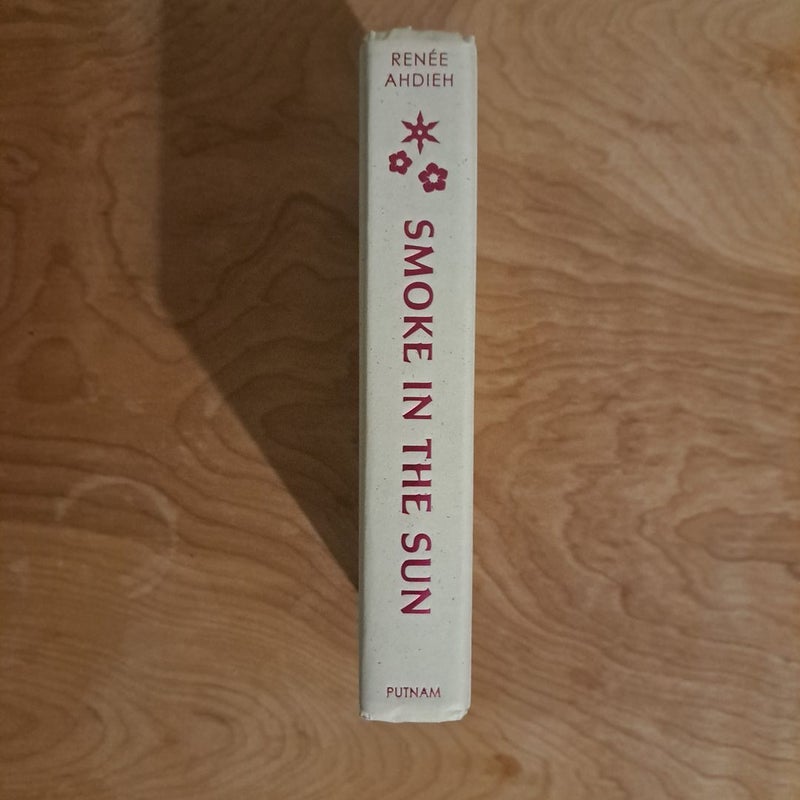 RENÉE
AHDIEH
SMOKE IN THE SUN
PUTNAM